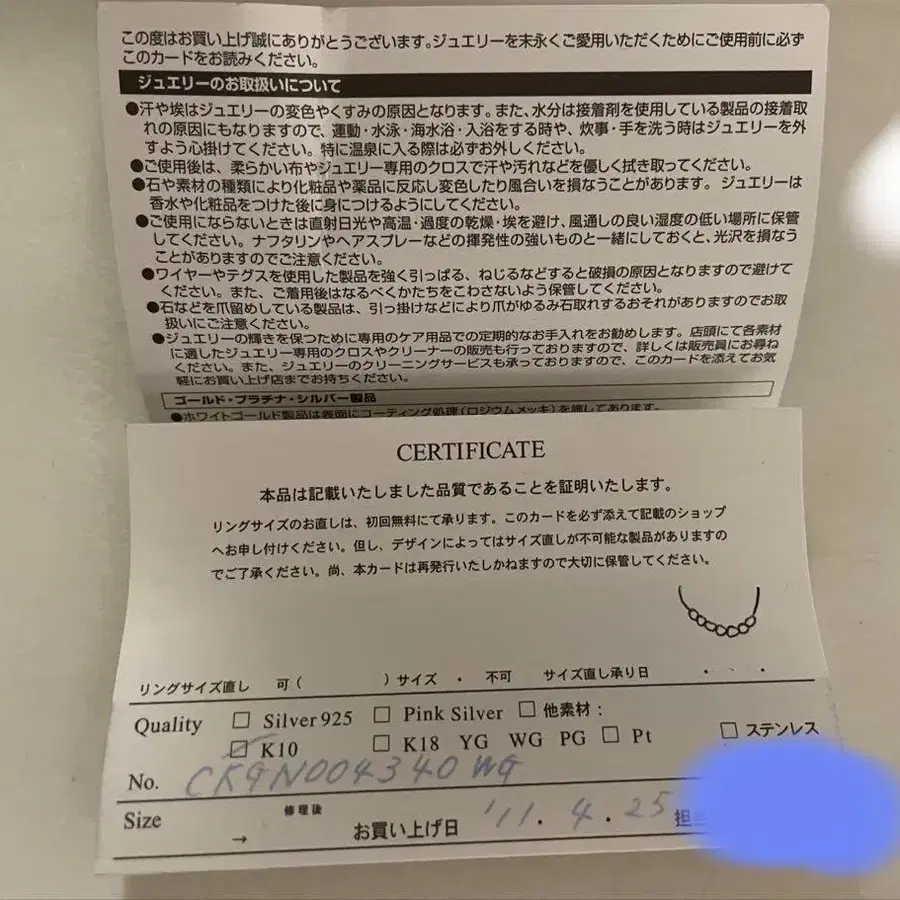 この度はお買い上げ誠にありがとうございます。ジュエリーを末永くご愛用いただくためにご使用前に必ず
このカードをお読みください。
ジュエリーのお取扱いについて
●汗や埃はジュエリーの変色やくすみの原因となります。また、水分は接着剤を使用している製品の接着取
れの原因にもなりますので、運動・水泳・海水浴・入浴をする時や、炊事・手を洗う時はジュエリーを外
すよう心掛けてください。特に温泉に入る際は必ずお外しください。
●ご使用後は、柔らかい布やジュエリー専用のクロスで汗や汚れなどを優しく拭き取ってください。
●石や素材の種類により化粧品や薬品に反応し変色したり風合いを損なうことがあります。ジュエリーは
香水や化粧品をつけた後に身につけるようにしてください。
●ご使用にならないときは直射日光や高温・過度の乾燥・埃を避け、風通しの良い湿度の低い場所に保管
してください。ナフタリンやヘアスプレーなどの揮発性の強いものと一緒にしておくと、光沢を損なう
ことがありますのでご注意ください。
●ワイヤーやテグスを使用した製品を強く引っぱる、ねじるなどすると破損の原因となりますので避けて
ください。また、ご着用後はなるべくかたちをこわさないよう保管してください。
●石などを爪留めしている製品は、引っ掛けなどにより爪がゆるみ石取れするおそれがありますのでお取
扱いにご注意ください。
●ジュエリーの輝きを保つために専用のケア用品での定期的なお手入れをお勧めします。店頭にて各素材
に適したジュエリー専用のクロスやクリーナーの販売も行っておりますので、詳しくは販売員にお尋ね
ください。また、ジュエリーのクリーニングサービスも承っておりますので、このカードを添えてお気
軽にお買い上げ店までお持ちください。
ゴールド・プラチナ・シルバー製品
●ホワイトゴールド製品は表面にコーティング処理(ロジウムメッキ)を施してあります。
CERTIFICATE
本品は記載いたしました品質であることを証明いたします。
リングサイズのお直しは、初回無料にて承ります。このカードを必ず添えて記載のショップ
へお申し付けください。但し、デザインによってはサイズ直しが不可能な製品がありますの
でご了承ください。尚、本カードは再発行いたしかねますので大切に保管してください。
リングサイズ直し 可( )サイズ ・ 不可 サイズ直し承り日 ・ ・
Quality □ Silver925 □ Pink Silver □ 他素材:
☑ K10 □ K18 YG WG PG □ Pt □ ステンレス
No. CK9N004340WG
Size → 修理後 お買い上げ日 '11. 4. 25 担当